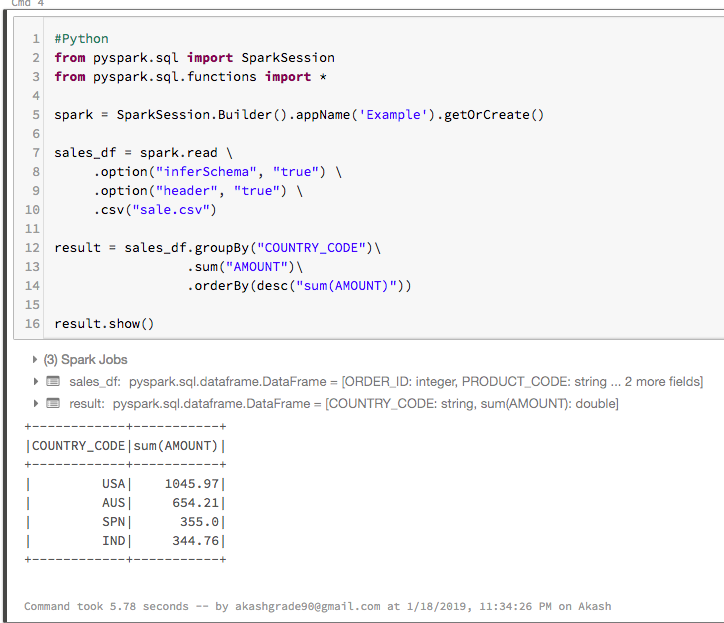 Cmd 4
1 #Python
2 from pyspark.sql import SparkSession
3 from pyspark.sql.functions import *
4
5 spark = SparkSession.Builder().appName('Example').getOrCreate()
6
7 sales_df = spark.read \
8      .option("inferSchema", "true") \
9      .option("header", "true") \
10      .csv("sale.csv")
11
12 result = sales_df.groupBy("COUNTRY_CODE")\
13                  .sum("AMOUNT")\
14                  .orderBy(desc("sum(AMOUNT)"))
15
16 result.show()
(3) Spark Jobs
sales_df: pyspark.sql.dataframe.DataFrame = [ORDER_ID: integer, PRODUCT_CODE: string ... 2 more fields]
result: pyspark.sql.dataframe.DataFrame = [COUNTRY_CODE: string, sum(AMOUNT): double]
+------------+-----------+
|COUNTRY_CODE|sum(AMOUNT)|
+------------+-----------+
|         USA|    1045.97|
|         AUS|     654.21|
|         SPN|      355.0|
|         IND|     344.76|
+------------+-----------+
Command took 5.78 seconds -- by akashgrade90@gmail.com at 1/18/2019, 11:34:26 PM on Akash